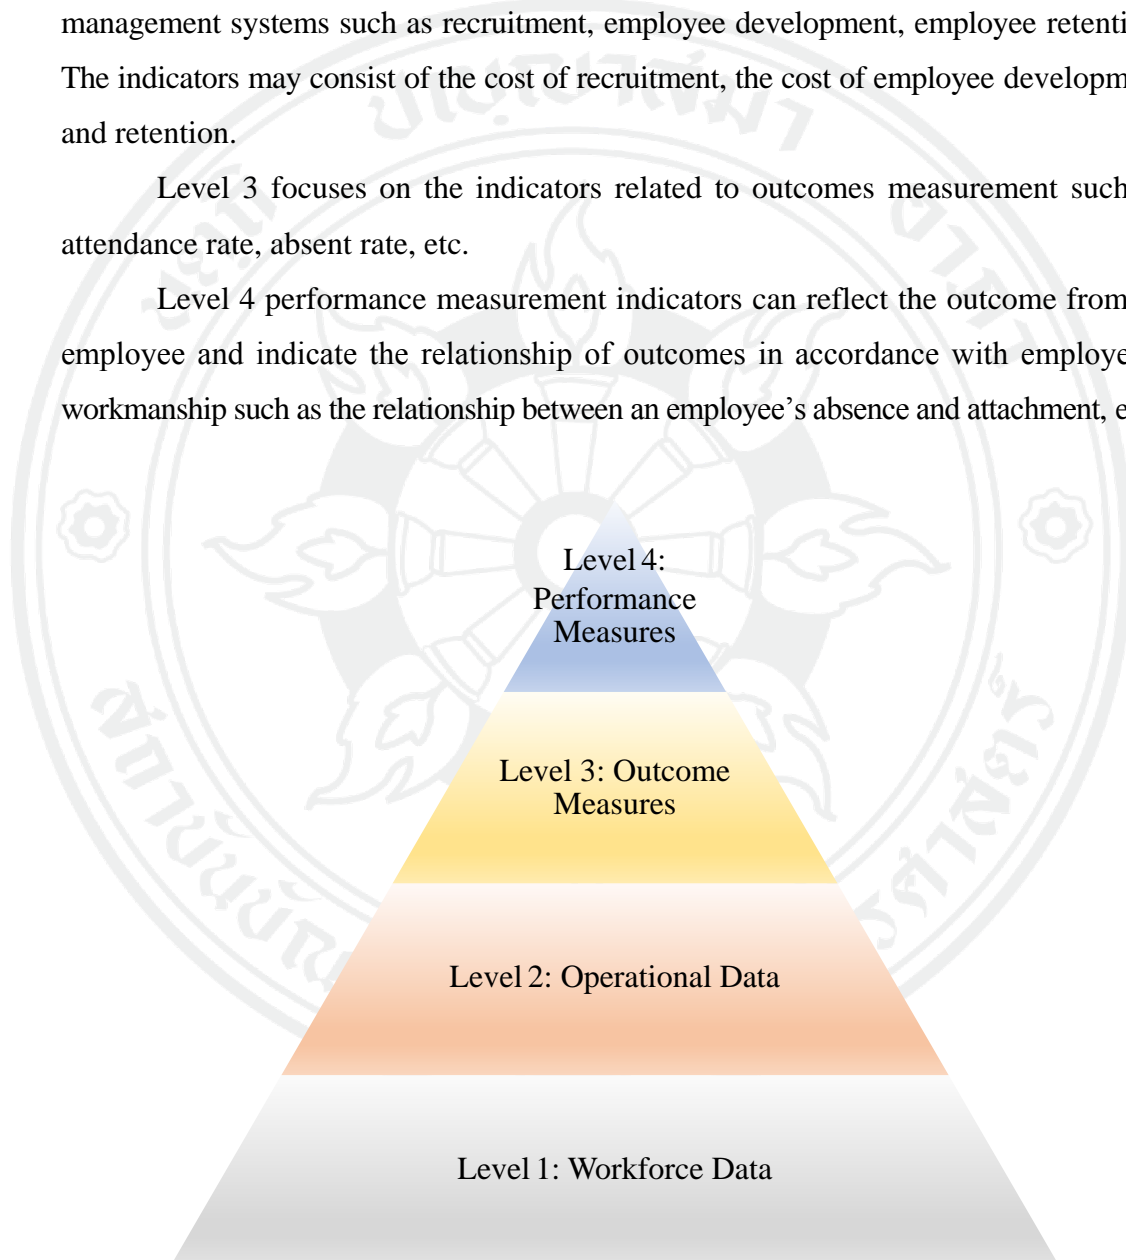 management systems such as recruitment, employee development, employee retenti
The indicators may consist of the cost of recruitment, the cost of employee developm
and retention.
Level 3 focuses on the indicators related to outcomes measurement such
attendance rate, absent rate, etc.
Level 4 performance measurement indicators can reflect the outcome from
employee and indicate the relationship of outcomes in accordance with employe
workmanship such as the relationship between an employee’s absence and attachment, e
Level 4:
Performance
Measures
Level 3: Outcome
Measures
Level 2: Operational Data
Level 1: Workforce Data